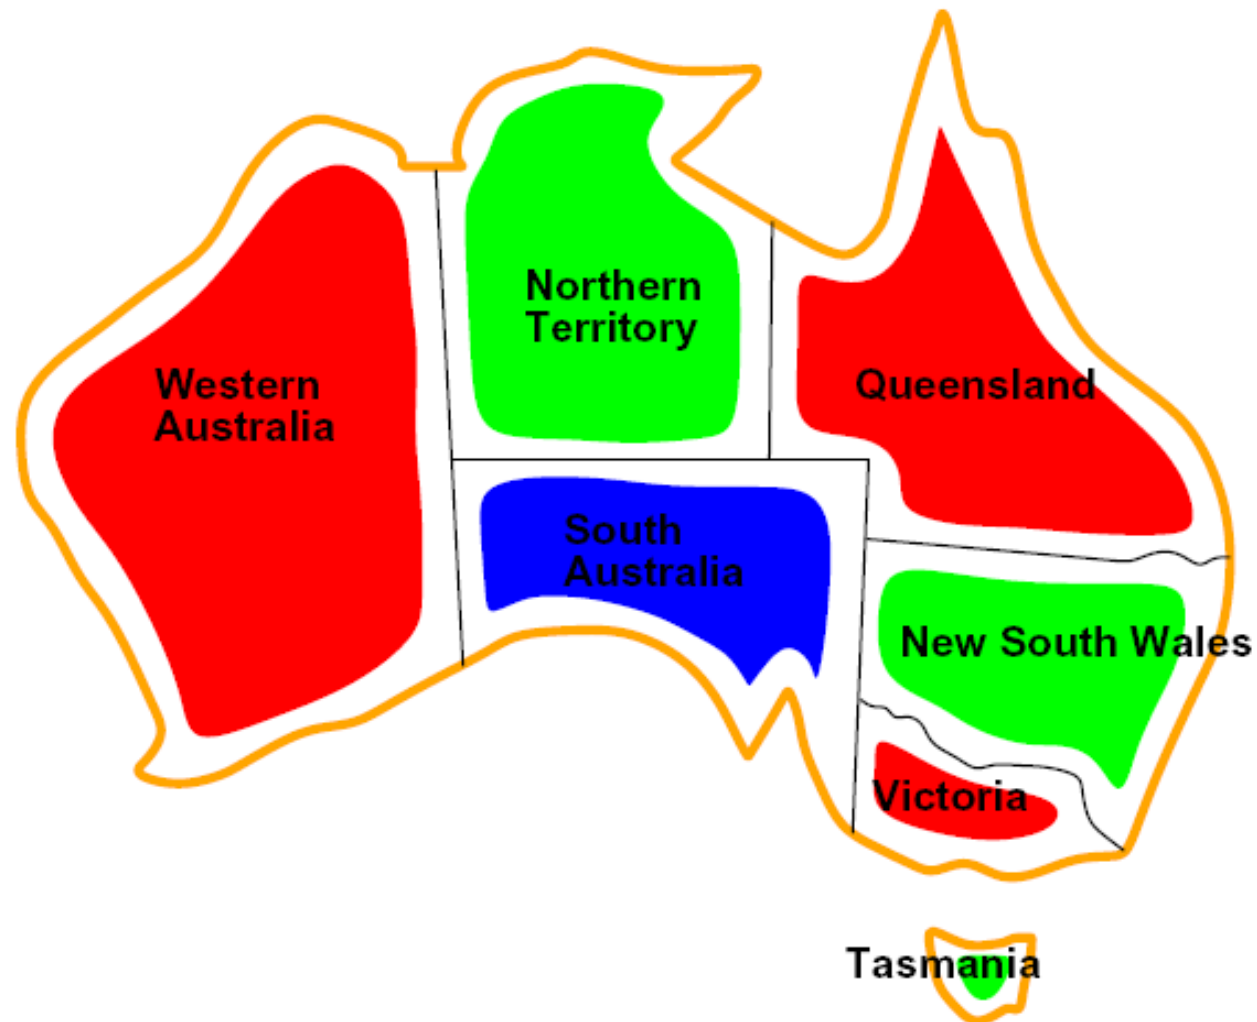 Northern
Territory
Western
Australia
Queensland
South
Australia
New South Wales
Victoria
Tasmania